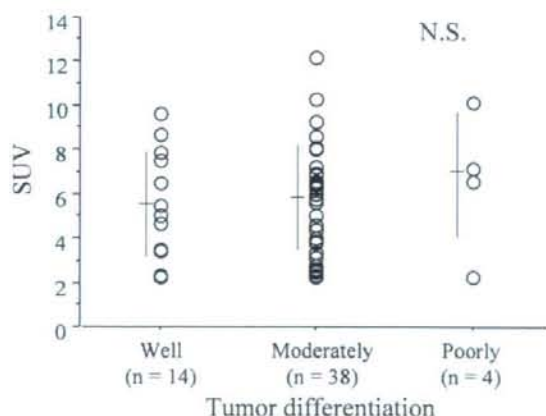 N.S.
14
12
10
8
6
4
2
0
SUV
Well
(n = 14)
Moderately
(n = 38)
Poorly
(n = 4)
Tumor differentiation